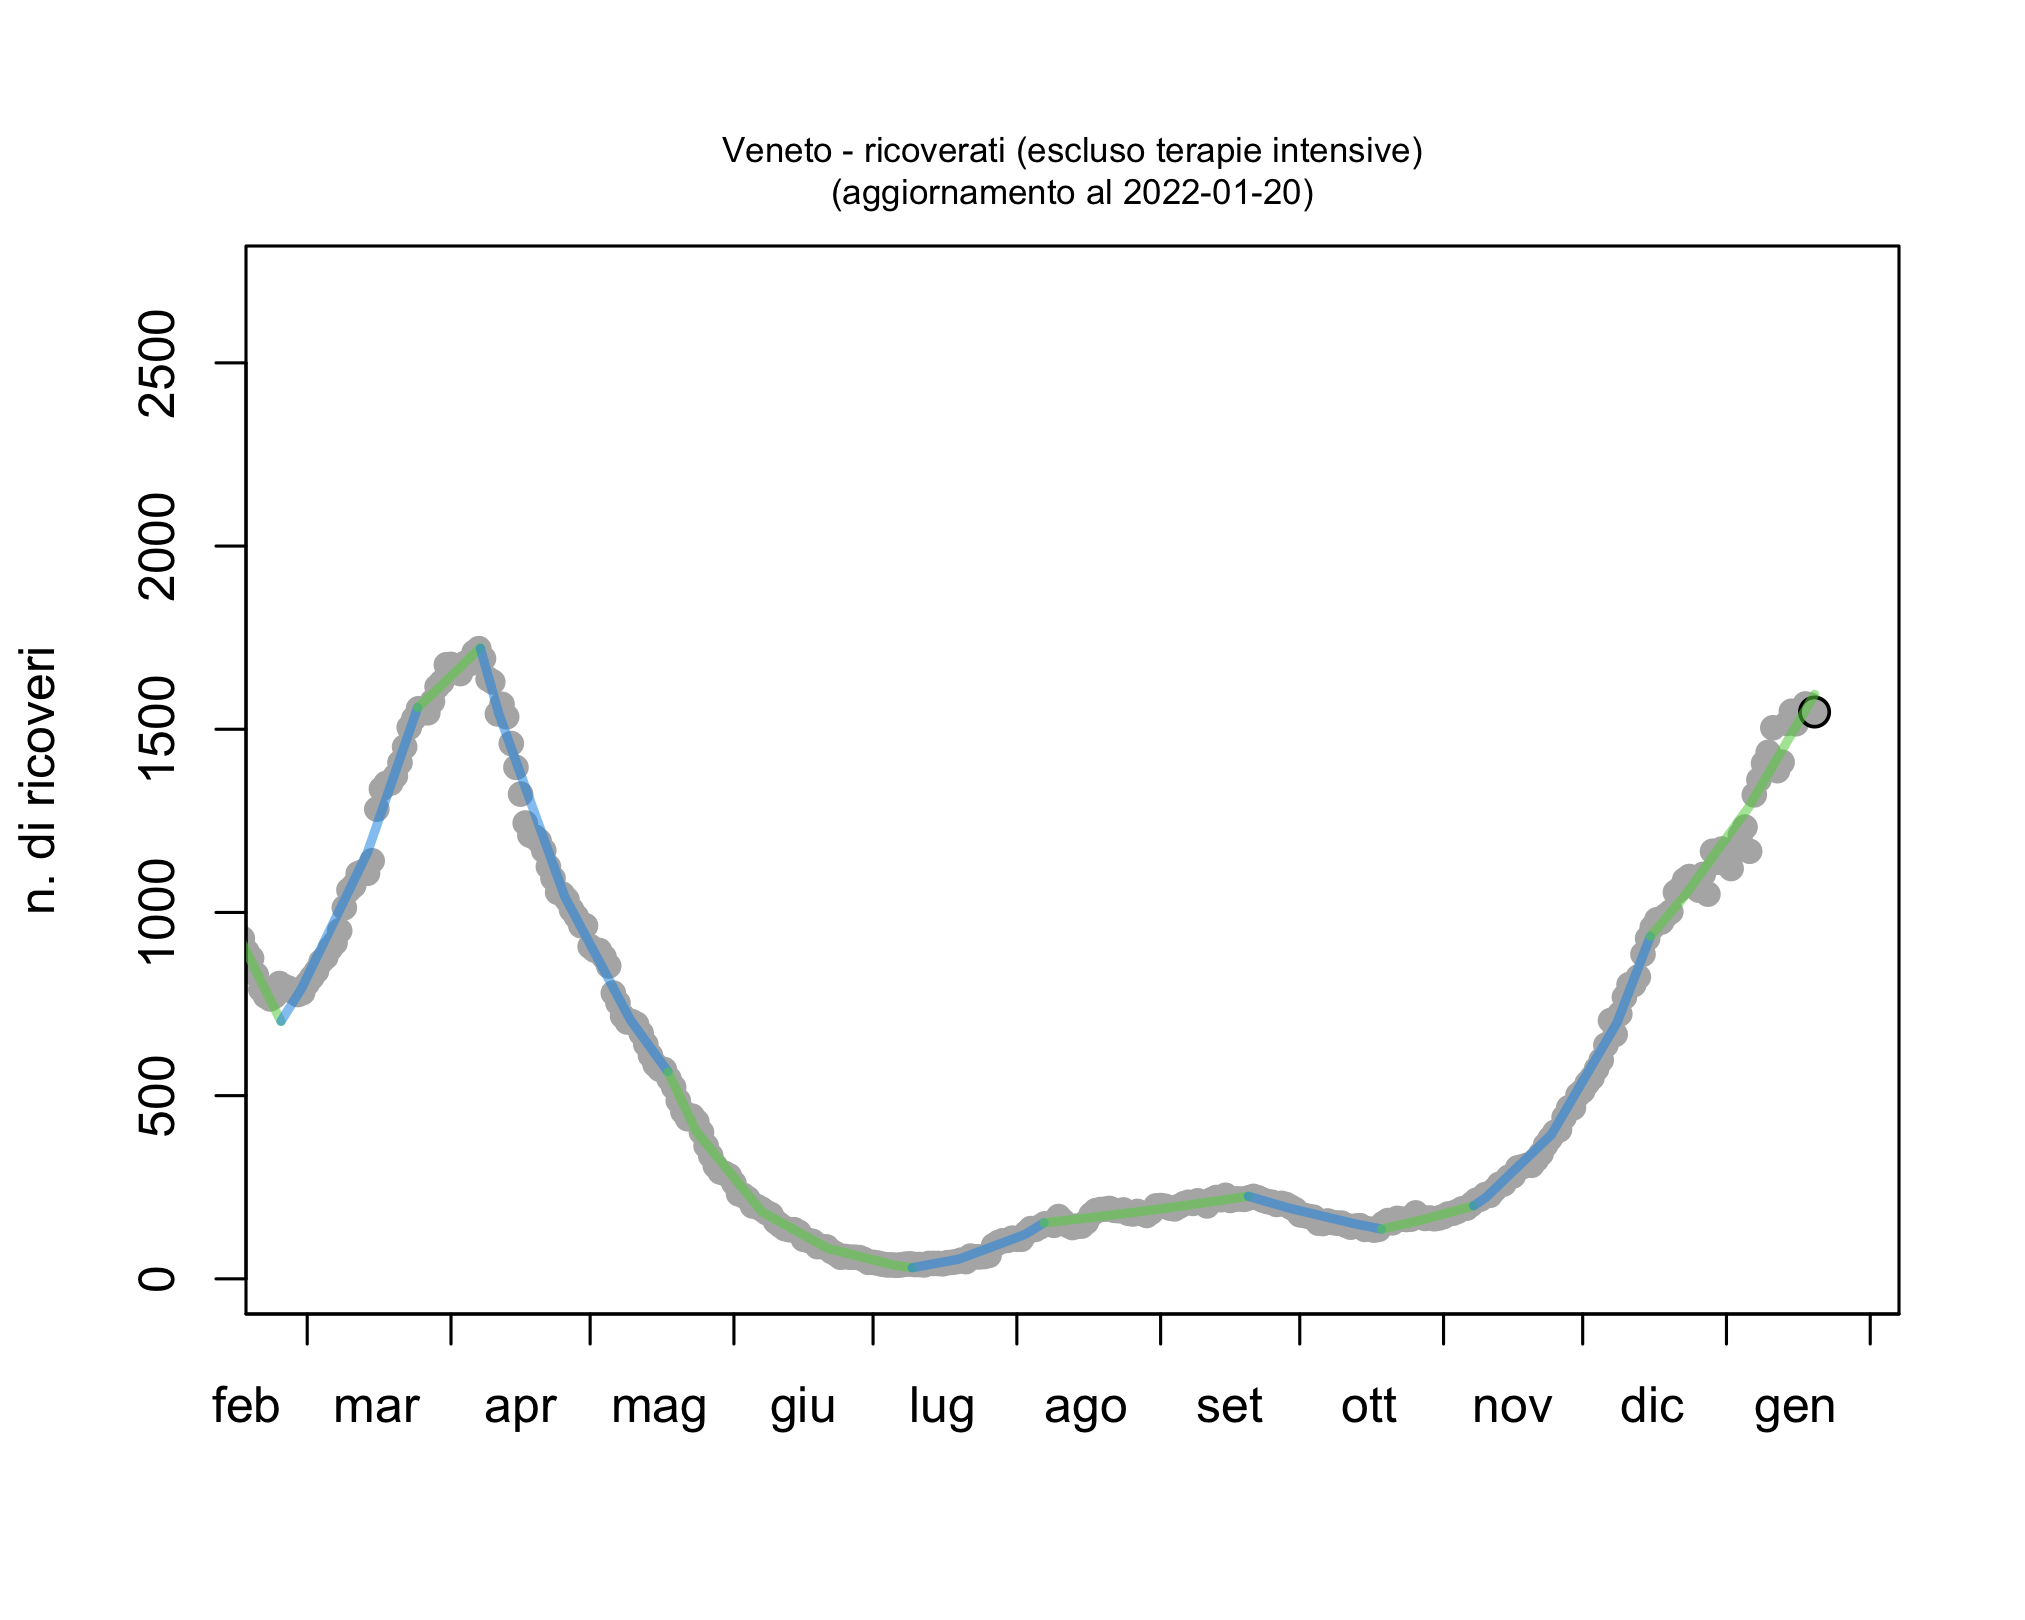 Veneto - ricoverati (escluso terapie intensive)
(aggiornamento al 2022-01-20)
n. di ricoveri
2500
2000
1500
1000
500
0
feb mar apr mag giu lug ago set ott nov dic gen